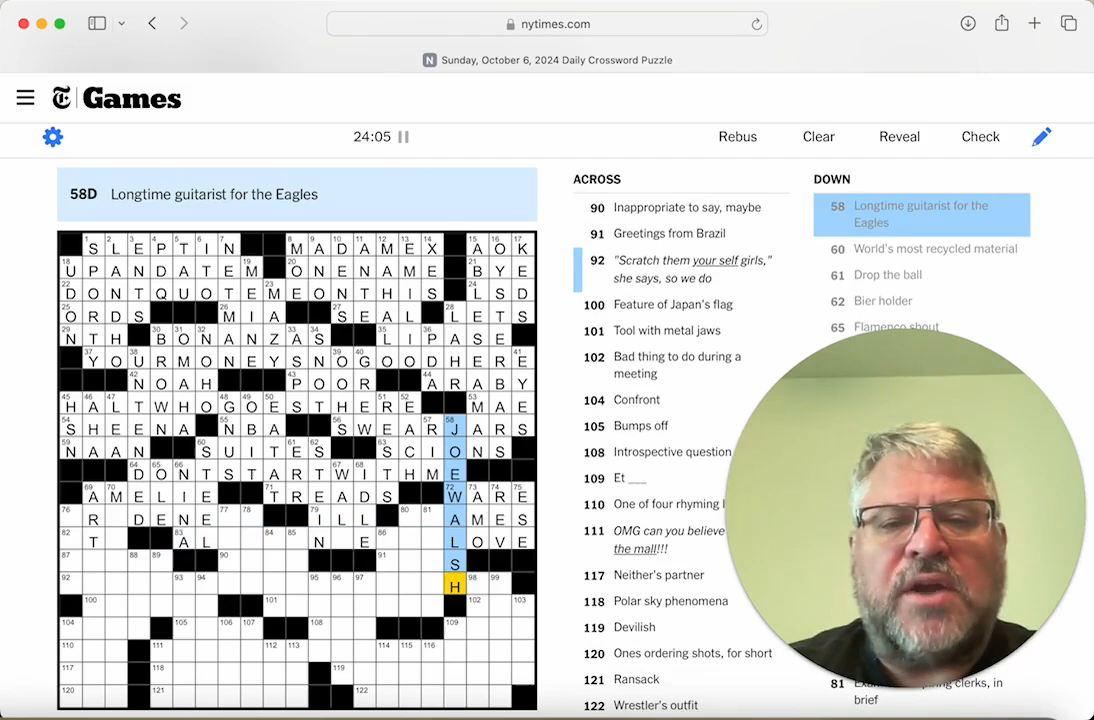 nytimes.com
N Sunday, October 6, 2024 Daily Crossword Puzzle
T Games
24:05
Rebus Clear Reveal Check
58D Longtime guitarist for the Eagles
SLEPTIN MADAMEX AOK
UPANDATEM ONENAME BYE
DONTQUOTEMEONTHIS LSD
ORDS MIA SEAL LETS
NTH BONANZAS LIPASE
YOURMONEYSNOGOODHERE
NOAH POOR ARABY
HALTWHOGOESTHERE MAE
SHEENA NBA SWEARJARS
NAAN SUITES SCIONS
DONTSTARTWITHME
AMELIE TREADS WARE
R DENE ILL AMES
T AL N E LOVE
S
H
ACROSS
90 Inappropriate to say, maybe
91 Greetings from Brazil
92 "Scratch them your self girls,"
she says, so we do
100 Feature of Japan's flag
101 Tool with metal jaws
102 Bad thing to do during a
meeting
104 Confront
105 Bumps off
108 Introspective question
109 Et ___
110 One of four rhyming
111 OMG can you believe
the mall!!!
117 Neither's partner
118 Polar sky phenomena
119 Devilish
120 Ones ordering shots, for short
121 Ransack
122 Wrestler's outfit
DOWN
58 Longtime guitarist for the
Eagles
60 World's most recycled material
61 Drop the ball
62 Bier holder
65 Flamenco shout
81
clerks, in
brief